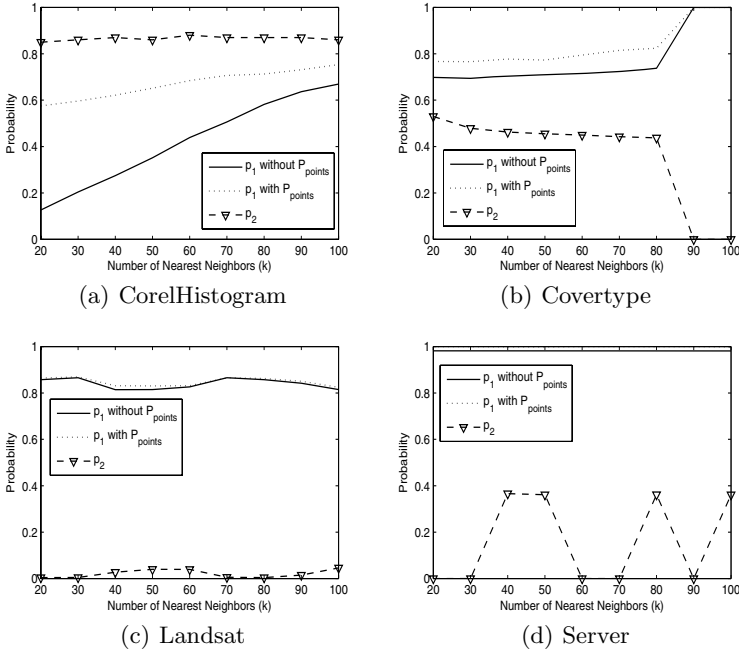 1
0.8
0.6
0.4
0.2
0
Probability
p1 without Ppoints
p1 with Ppoints
p2
20 30 40 50 60 70 80 90 100
Number of Nearest Neighbors (k)
(a) CorelHistogram
1
0.8
0.6
0.4
0.2
0
Probability
p1 without Ppoints
p1 with Ppoints
p2
20 30 40 50 60 70 80 90 100
Number of Nearest Neighbors (k)
(b) Covertype
1
0.8
0.6
0.4
0.2
0
Probability
p1 without Ppoints
p1 with Ppoints
p2
20 30 40 50 60 70 80 90 100
Number of Nearest Neighbors (k)
(c) Landsat
1
0.8
0.6
0.4
0.2
0
Probability
p1 without Ppoints
p1 with Ppoints
p2
20 30 40 50 60 70 80 90 100
Number of Nearest Neighbors (k)
(d) Server